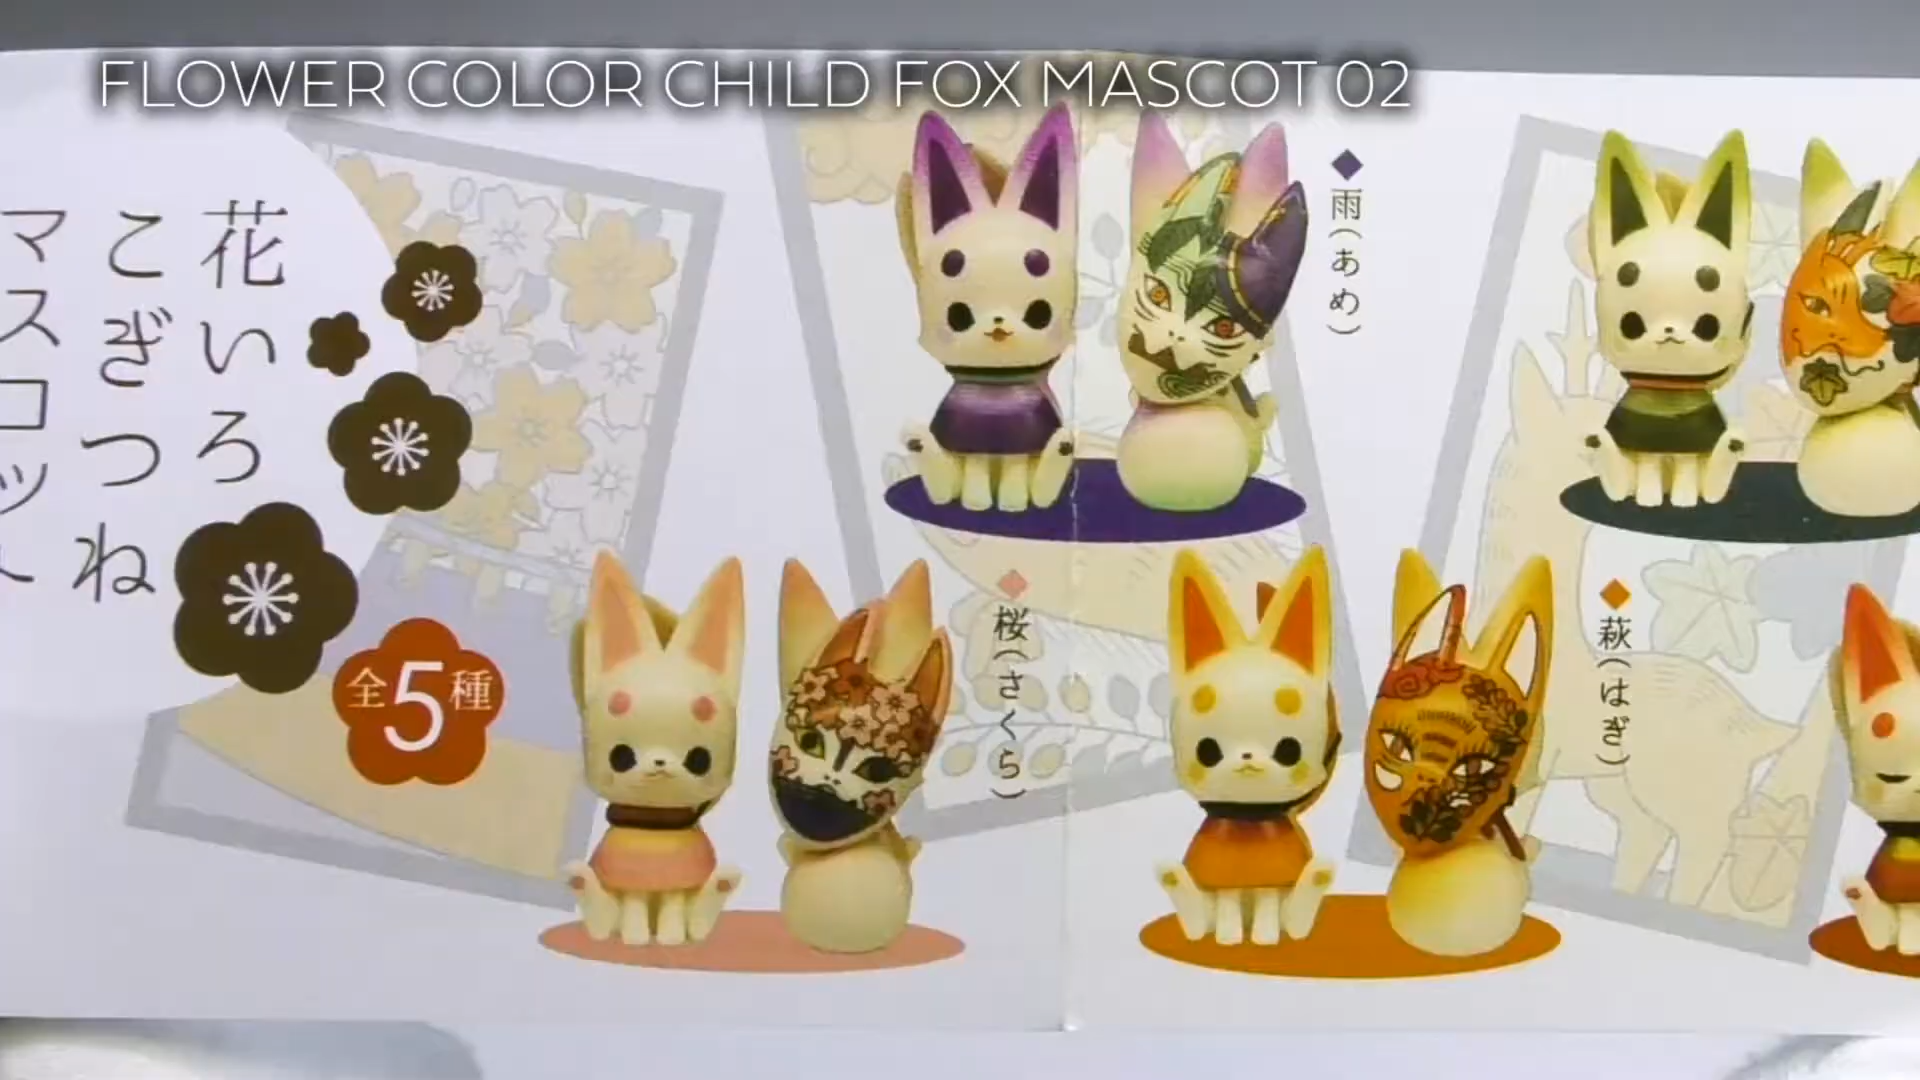 FLOWER COLOR CHILD FOX MASCOT 02
花いろ
こぎつね
マスコット
全5種
雨(あめ)
桜(さくら)
萩(はぎ)